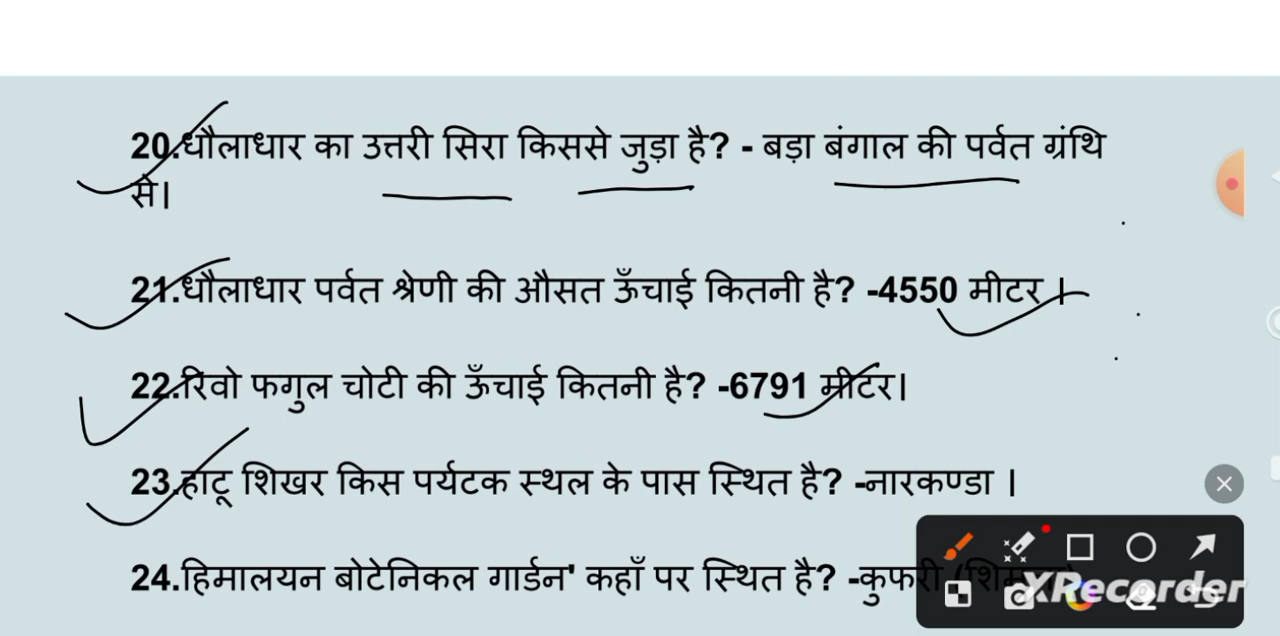 20.धौलाधार का उत्तरी सिरा किससे जुड़ा है? - बड़ा बंगाल की पर्वत ग्रंथि
से।
21.धौलाधार पर्वत श्रेणी की औसत ऊँचाई कितनी है? -4550 मीटर ।
22.रिवो फगुल चोटी की ऊँचाई कितनी है? -6791 मीटर।
23.हाटू शिखर किस पर्यटक स्थल के पास स्थित है? -नारकण्डा ।
24.हिमालयन बोटेनिकल गार्डन' कहाँ पर स्थित है? -कुफरी
XRecorder